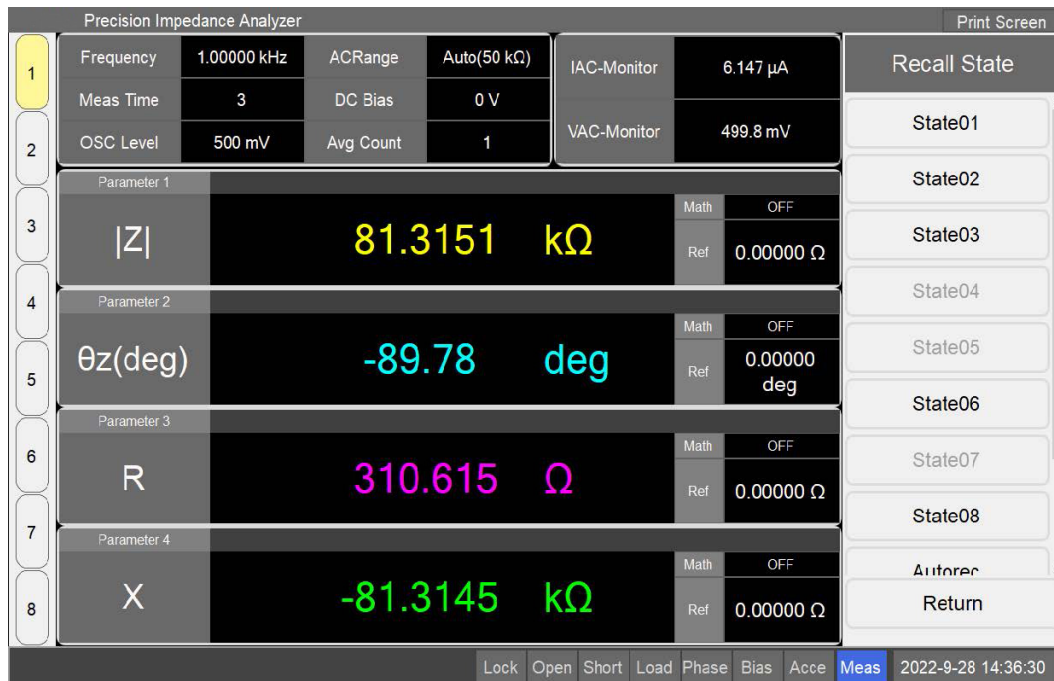 Precision Impedance Analyzer
Print Screen
1
2
3
4
5
6
7
8
Frequency 1.00000 kHz ACRange Auto(50 kΩ)
Meas Time 3 DC Bias 0 V
OSC Level 500 mV Avg Count 1
IAC-Monitor 6.147 μA
VAC-Monitor 499.8 mV
Parameter 1
|Z| 81.3151 kΩ
Math OFF
Ref 0.00000 Ω
Parameter 2
θz(deg) -89.78 deg
Math OFF
Ref 0.00000
deg
Parameter 3
R 310.615 Ω
Math OFF
Ref 0.00000 Ω
Parameter 4
X -81.3145 kΩ
Math OFF
Ref 0.00000 Ω
Recall State
State01
State02
State03
State04
State05
State06
State07
State08
Autorec
Return
Lock Open Short Load Phase Bias Acce Meas 2022-9-28 14:36:30